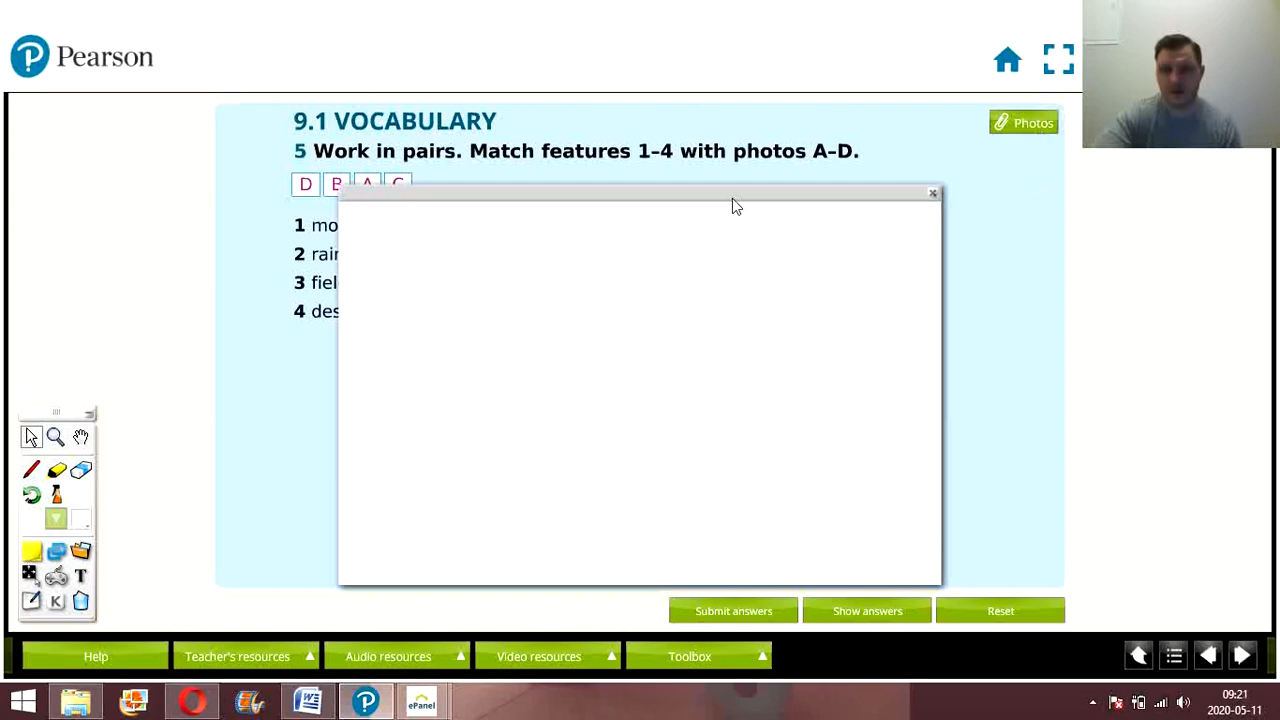 Pearson
9.1 VOCABULARY
Photos
5 Work in pairs. Match features 1–4 with photos A–D.
D B A C
1 mo
2 rain
3 fiel
4 des
Submit answers
Show answers
Reset
Help
Teacher's resources
Audio resources
Video resources
Toolbox
ePanel
09:21
2020-05-11